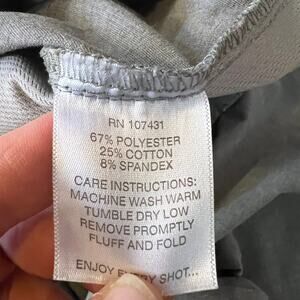 RN 107431
67% POLYESTER
25% COTTON
8% SPANDEX
CARE INSTRUCTIONS:
MACHINE WASH WARM
TUMBLE DRY LOW
REMOVE PROMPTLY
FLUFF AND FOLD
ENJOY EVERY SHOT...